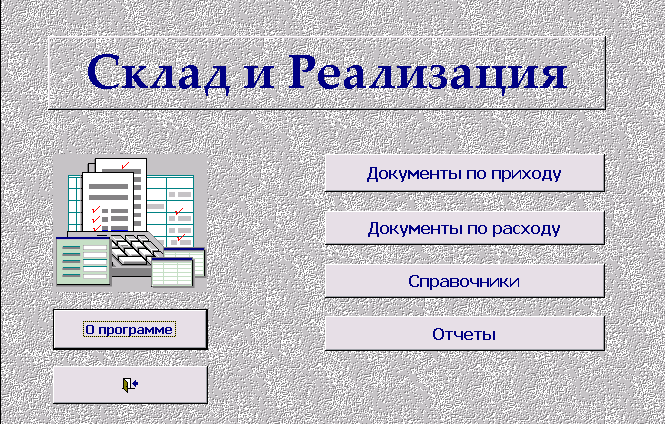 Склад и Реализация
Документы по приходу
Документы по расходу
Справочники
Отчеты
О программе